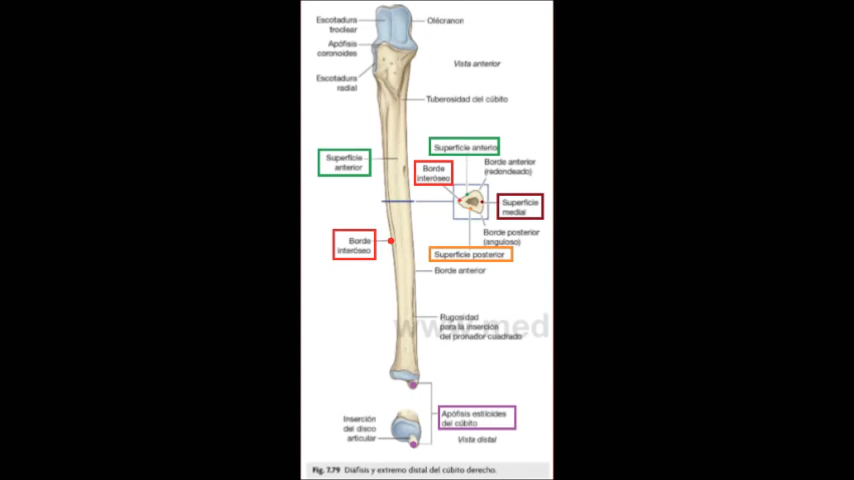 Escotadura
troclear
Olécranon
Apófisis
coronoides
Vista anterior
Escotadura
radial
Tuberosidad del cúbito
Superficie
anterior
Superficie anterio
Borde
interóseo
Borde anterior
(redondeado)
Superficie
medial
Borde posterior
(anguloso)
Superficie posterior
Borde
interóseo
Borde anterior
Rugosidad
para la inserción
del pronador cuadrado
www.med
Apófisis estiloides
del cúbito
Inserción
del disco
articular
Vista distal
Fig. 7.79 Diáfisis y extremo distal del cúbito derecho.